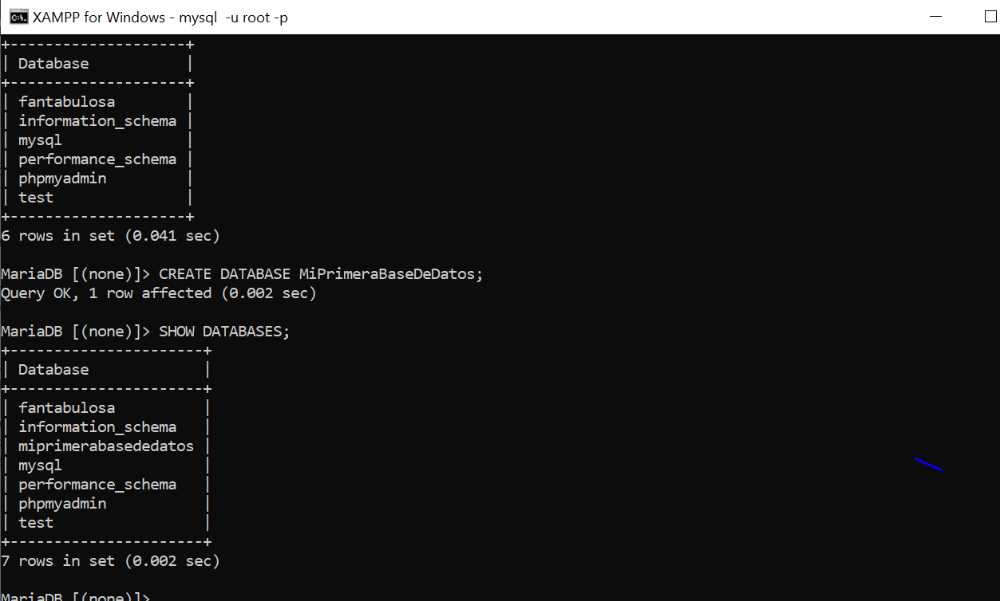 XAMPP for Windows - mysql  -u root -p
+--------------------+
| Database           |
+--------------------+
| fantabulosa        |
| information_schema |
| mysql              |
| performance_schema |
| phpmyadmin         |
| test               |
+--------------------+
6 rows in set (0.041 sec)
MariaDB [(none)]> CREATE DATABASE MiPrimeraBaseDeDatos;
Query OK, 1 row affected (0.002 sec)
MariaDB [(none)]> SHOW DATABASES;
+----------------------+
| Database             |
+----------------------+
| fantabulosa          |
| information_schema   |
| miprimerabasededatos |
| mysql                |
| performance_schema   |
| phpmyadmin           |
| test                 |
+----------------------+
7 rows in set (0.002 sec)
MariaDB [(none)]>